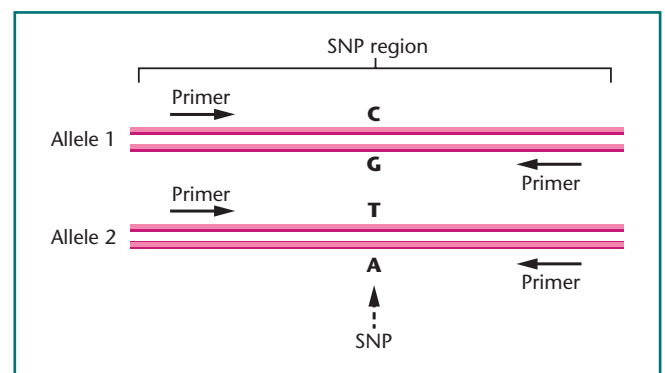 SNP region
Primer
C
Allele 1
G
Primer
Primer
T
Allele 2
A
Primer
SNP